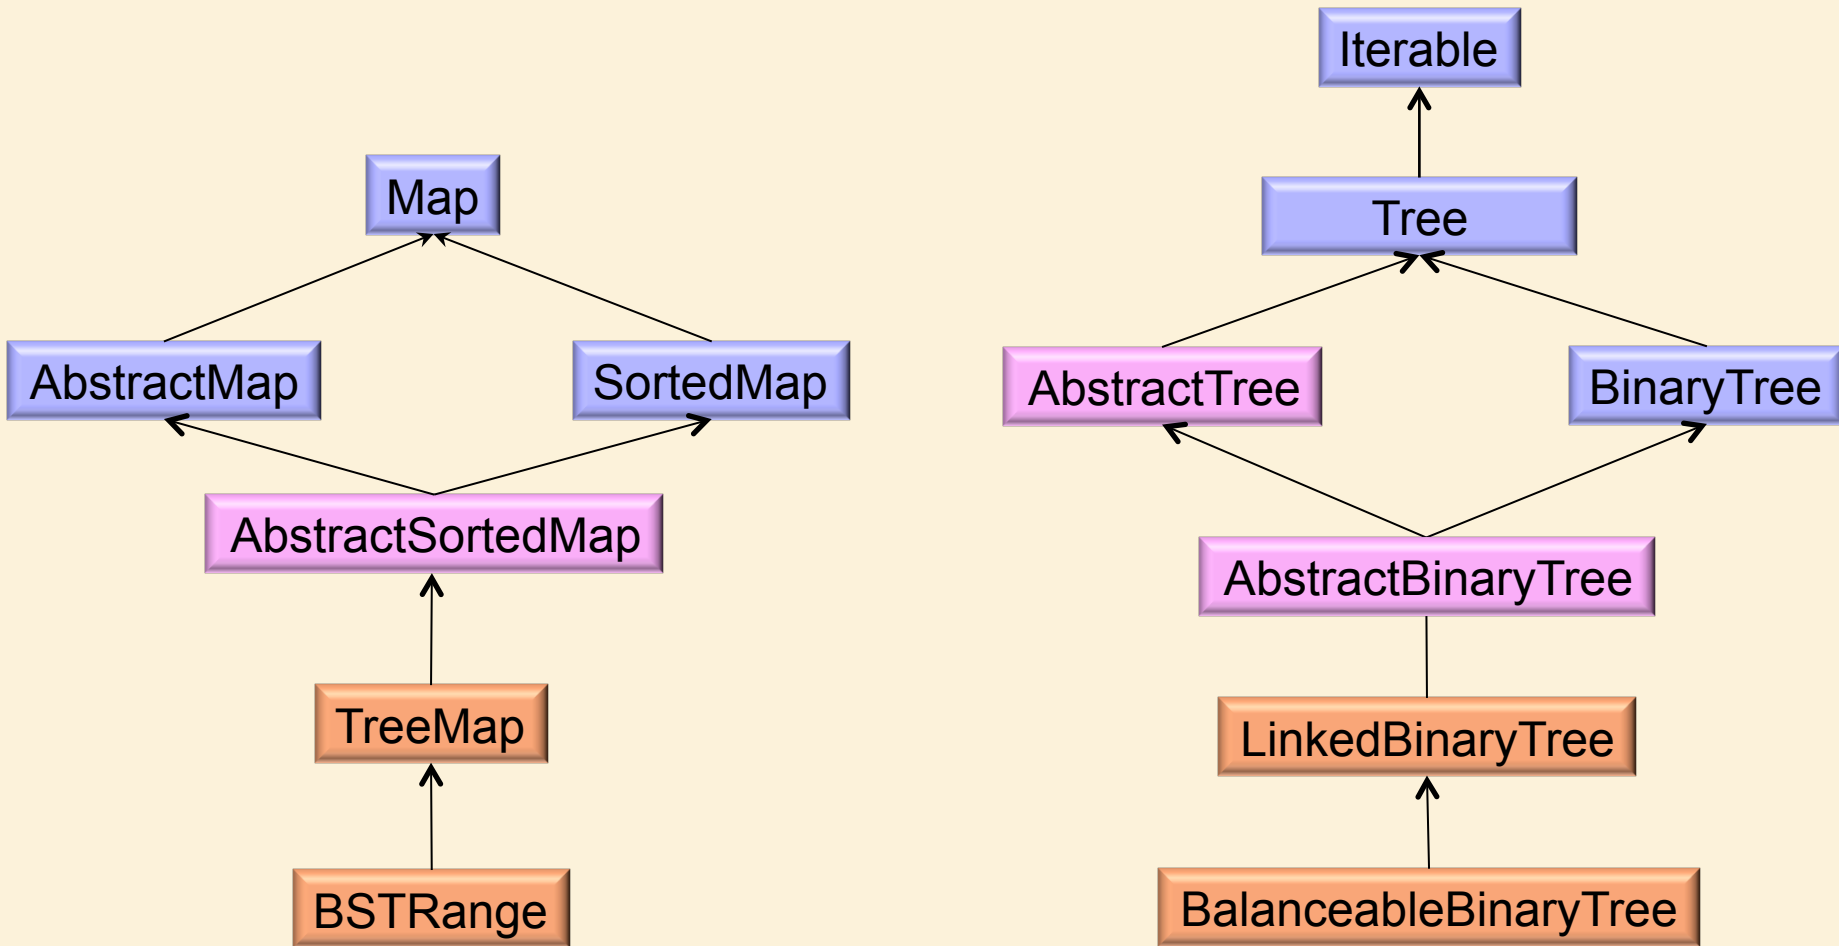 Iterable
Map
Tree
AbstractMap
SortedMap
AbstractTree
BinaryTree
AbstractSortedMap
AbstractBinaryTree
TreeMap
LinkedBinaryTree
BSTRange
BalanceableBinaryTree